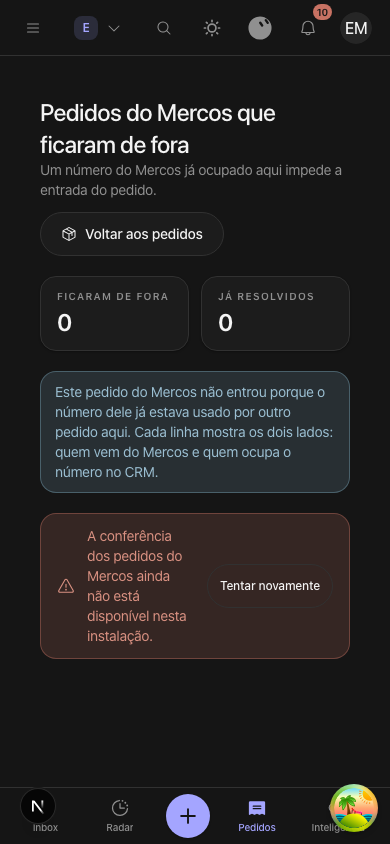 E
10
EM
Pedidos do Mercos que
ficaram de fora
Um número do Mercos já ocupado aqui impede a
entrada do pedido.
Voltar aos pedidos
FICARAM DE FORA
0
JÁ RESOLVIDOS
0
Este pedido do Mercos não entrou porque o
número dele já estava usado por outro
pedido aqui. Cada linha mostra os dois lados:
quem vem do Mercos e quem ocupa o
número no CRM.
A conferência
dos pedidos do
Mercos ainda
não está
disponível nesta
instalação.
Tentar novamente
N
Inbox
Radar
Pedidos
Intelig